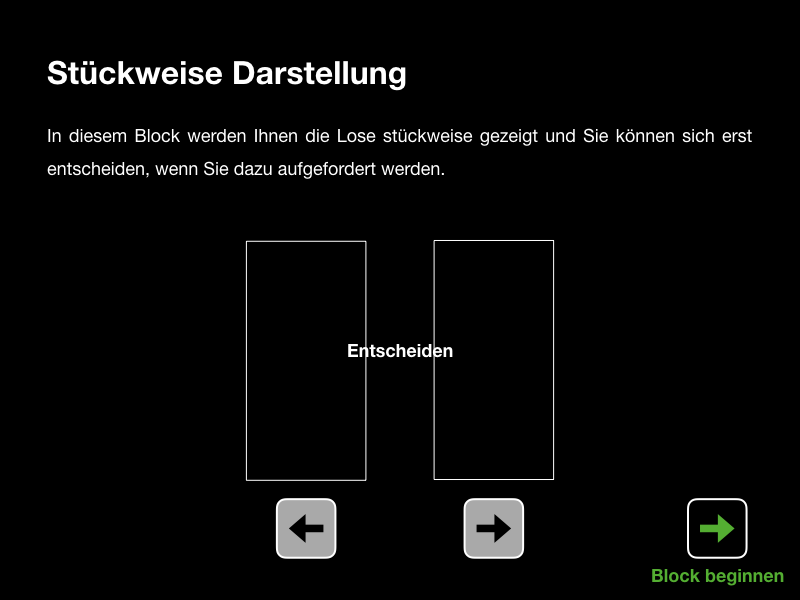 Stückweise Darstellung
In diesem Block werden Ihnen die Lose stückweise gezeigt und Sie können sich erst
entscheiden, wenn Sie dazu aufgefordert werden.
Entscheiden
Block beginnen